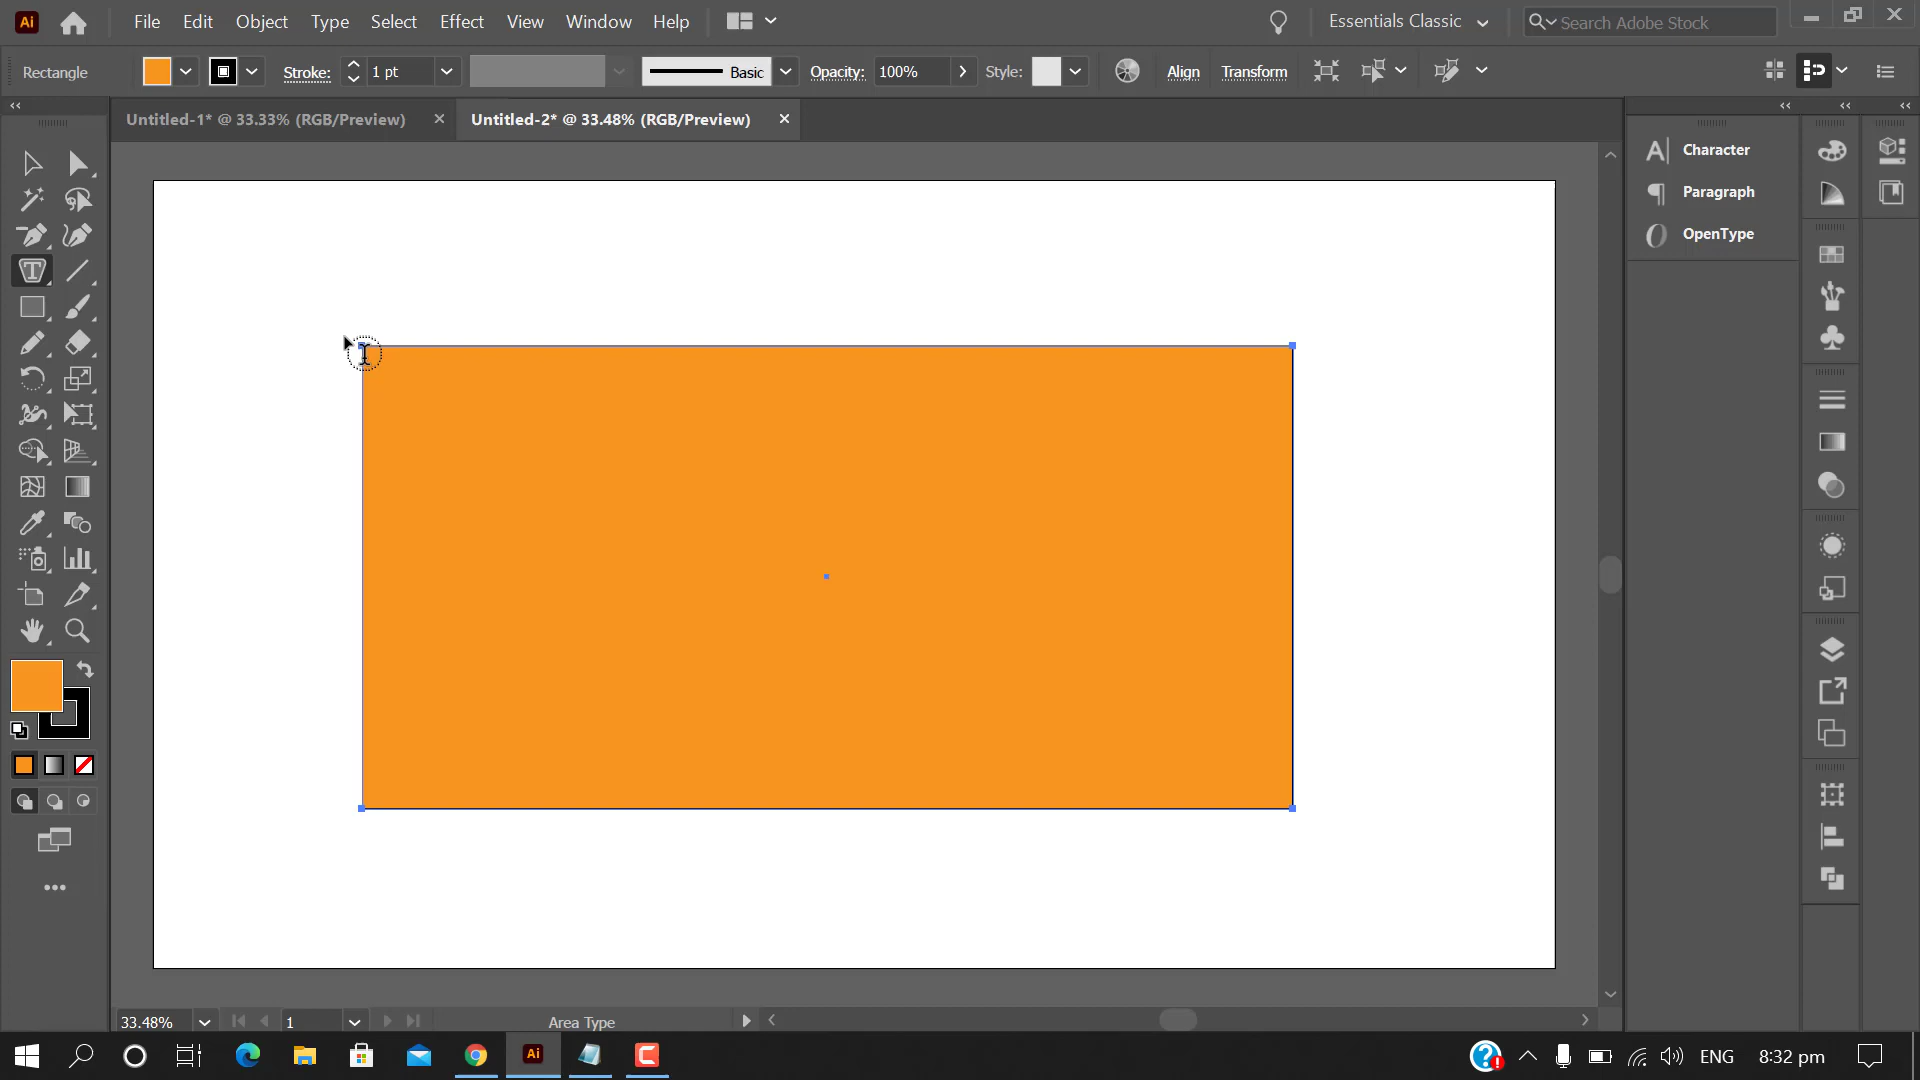 Ai File Edit Object Type Select Effect View Window Help Essentials Classic Search Adobe Stock
Rectangle Stroke: 1 pt Basic Opacity: 100% Style: Align Transform
Untitled-1* @ 33.33% (RGB/Preview) Untitled-2* @ 33.48% (RGB/Preview)
Character
Paragraph
OpenType
33.48% 1 Area Type
Ai ENG 8:32 pm